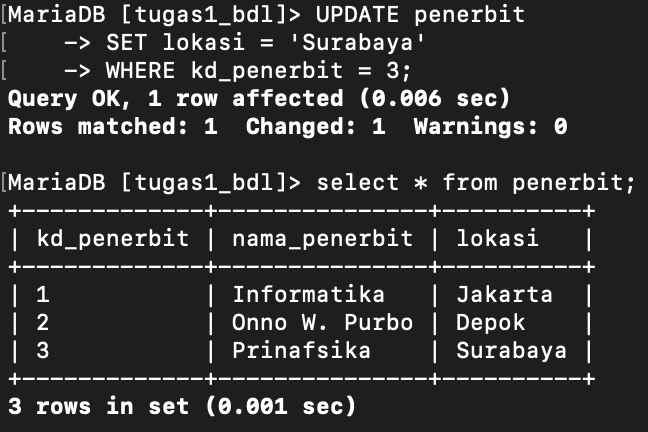 [MariaDB [tugas1_bdl]> UPDATE penerbit
[    -> SET lokasi = 'Surabaya'
[    -> WHERE kd_penerbit = 3;
Query OK, 1 row affected (0.006 sec)
Rows matched: 1  Changed: 1  Warnings: 0

[MariaDB [tugas1_bdl]> select * from penerbit;
+-------------+---------------+----------+
| kd_penerbit | nama_penerbit | lokasi   |
+-------------+---------------+----------+
| 1           | Informatika   | Jakarta  |
| 2           | Onno W. Purbo | Depok    |
| 3           | Prinafsika    | Surabaya |
+-------------+---------------+----------+
3 rows in set (0.001 sec)